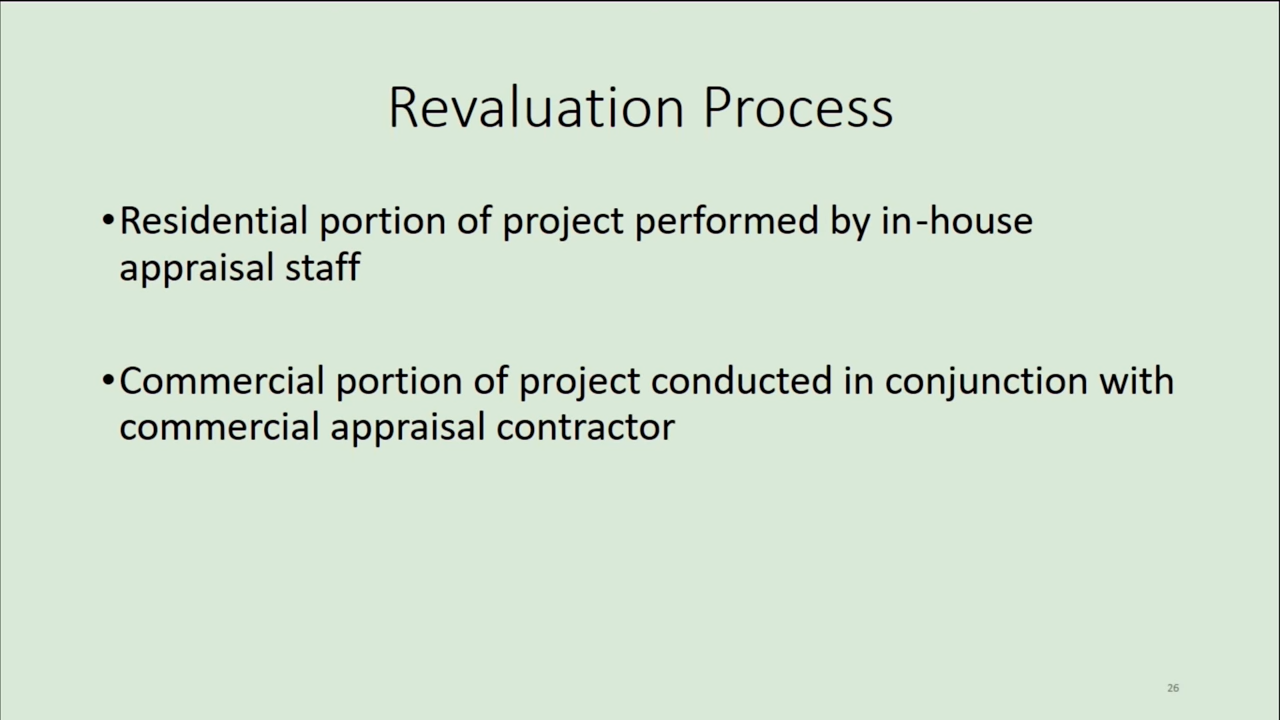 Revaluation Process
•Residential portion of project performed by in-house
appraisal staff
•Commercial portion of project conducted in conjunction with
commercial appraisal contractor
26